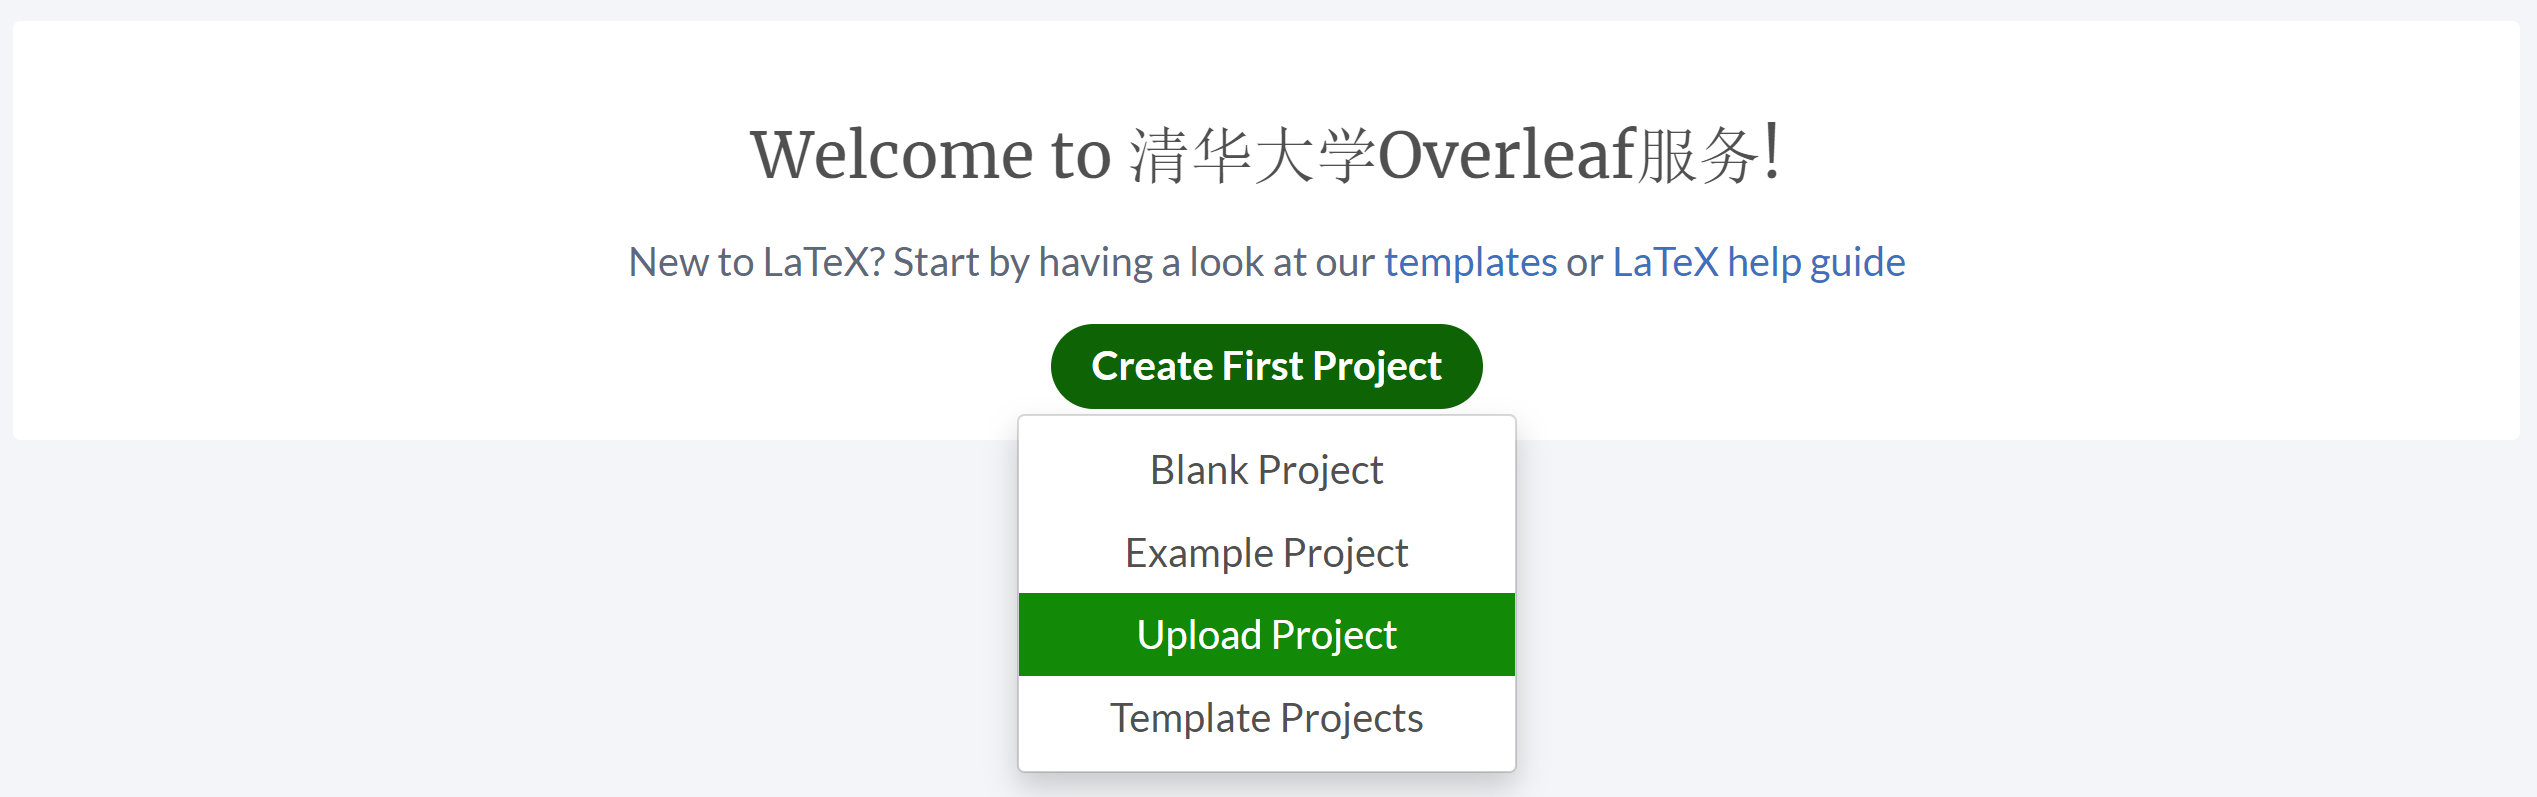 Welcome to 清华大学Overleaf服务!
New to LaTeX? Start by having a look at our templates or LaTeX help guide
Create First Project
Blank Project
Example Project
Upload Project
Template Projects